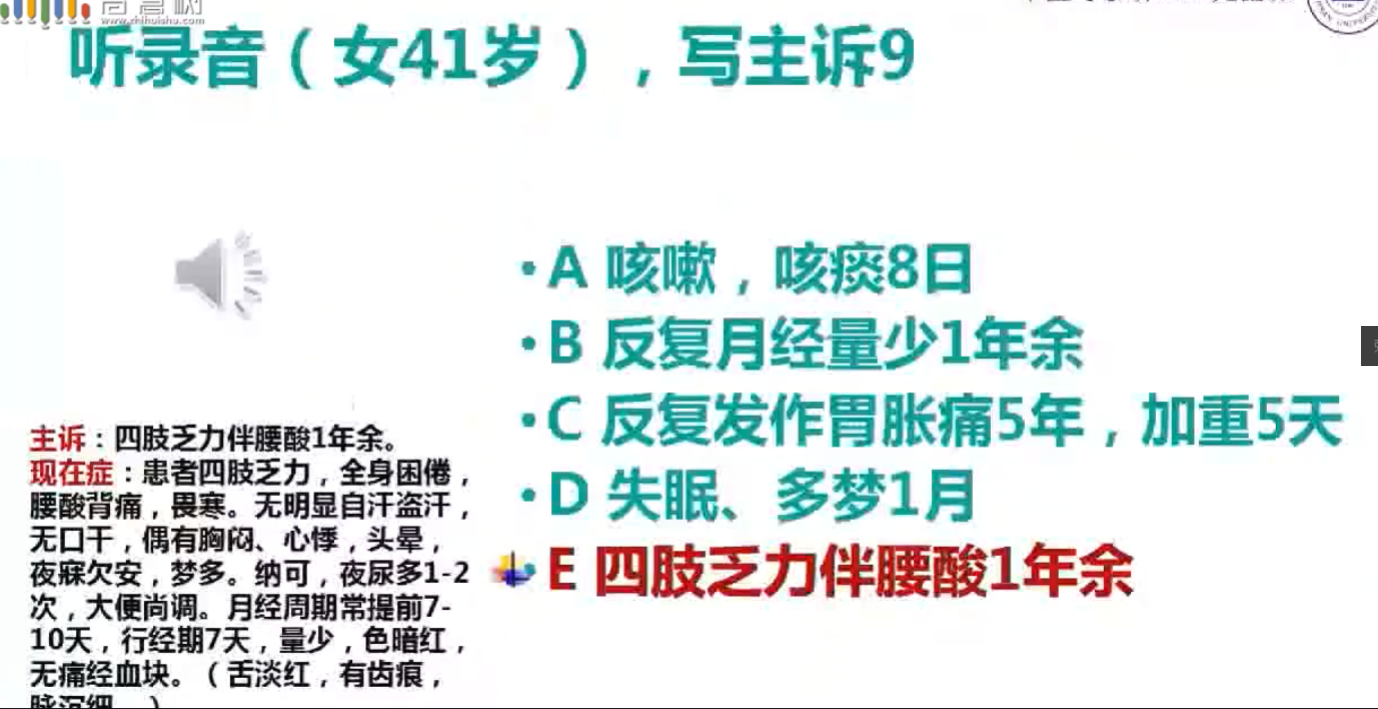 www.zhihuishu.com
听录音（女41岁），写主诉9
• A 咳嗽，咳痰8日
• B 反复月经量少1年余
• C 反复发作胃胀痛5年，加重5天
• D 失眠、多梦1月
E 四肢乏力伴腰酸1年余
主诉：四肢乏力伴腰酸1年余。
现在症：患者四肢乏力，全身困倦，
腰酸背痛，畏寒。无明显自汗盗汗，
无口干，偶有胸闷、心悸，头晕，
夜寐欠安，梦多。纳可，夜尿多1-2
次，大便尚调。月经周期常提前7-
10天，行经期7天，量少，色暗红，
无痛经血块。（舌淡红，有齿痕，
脉沉细